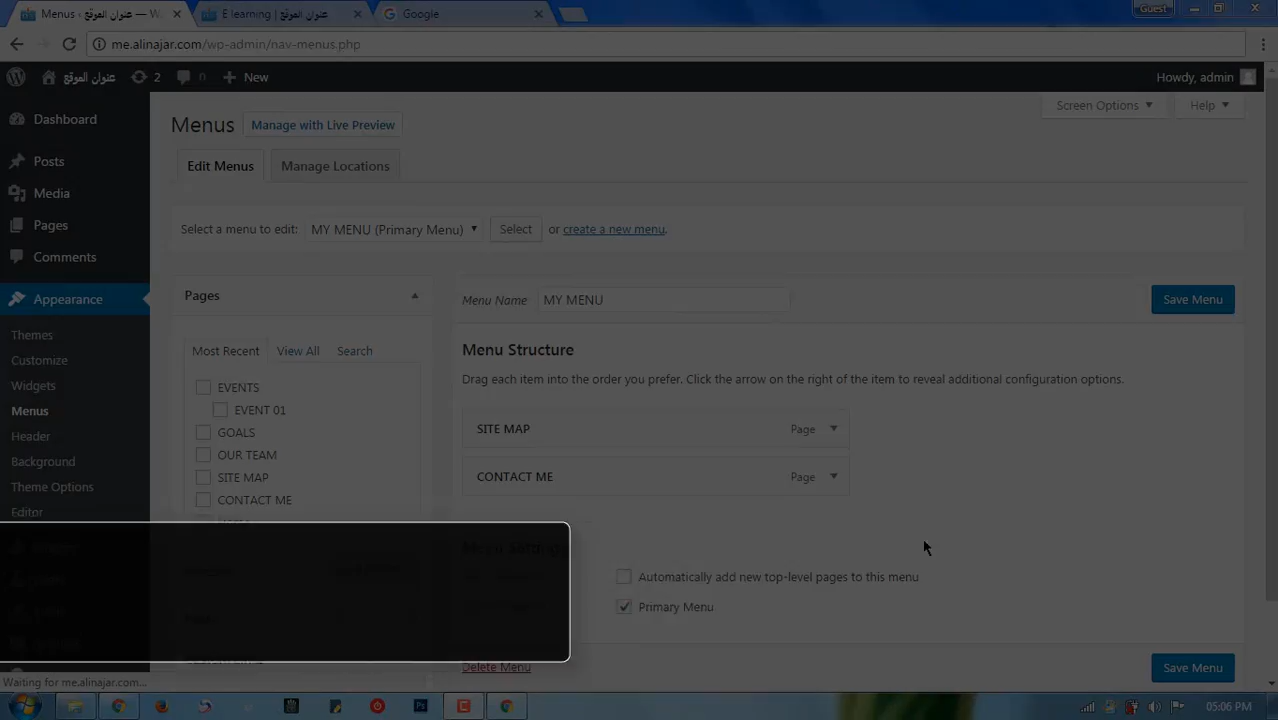 Menus ‹ عنوان الموقع — W
E learning | عنوان الموقع
Google
Guest
me.alinajar.com/wp-admin/nav-menus.php
عنوان الموقع
2
0
New
Howdy, admin
Dashboard
Posts
Media
Pages
Comments
Appearance
Themes
Customize
Widgets
Menus
Header
Background
Theme Options
Editor
Screen Options
Help
Menus
Manage with Live Preview
Edit Menus
Manage Locations
Select a menu to edit:
MY MENU (Primary Menu)
Select
or create a new menu.
Pages
Most Recent
View All
Search
EVENTS
EVENT 01
GOALS
OUR TEAM
SITE MAP
CONTACT ME
Menu Name
MY MENU
Save Menu
Menu Structure
Drag each item into the order you prefer. Click the arrow on the right of the item to reveal additional configuration options.
SITE MAP
Page
CONTACT ME
Page
Menu Settings
Automatically add new top-level pages to this menu
Primary Menu
Delete Menu
Save Menu
Waiting for me.alinajar.com...
05:06 PM